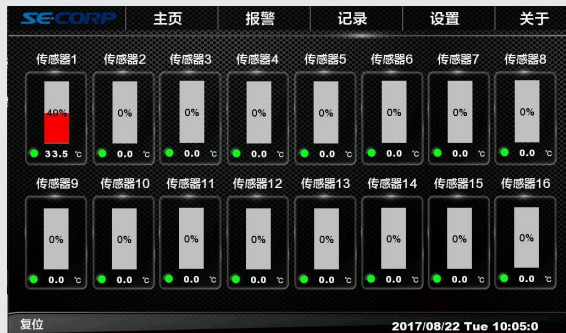 SE-CORP 主页 报警 记录 设置 关于
传感器1 传感器2 传感器3 传感器4 传感器5 传感器6 传感器7 传感器8
49% 0% 0% 0% 0% 0% 0% 0%
33.5 ℃ 0.0 ℃ 0.0 ℃ 0.0 ℃ 0.0 ℃ 0.0 ℃ 0.0 ℃ 0.0 ℃
传感器9 传感器10 传感器11 传感器12 传感器13 传感器14 传感器15 传感器16
0% 0% 0% 0% 0% 0% 0% 0%
0.0 ℃ 0.0 ℃ 0.0 ℃ 0.0 ℃ 0.0 ℃ 0.0 ℃ 0.0 ℃ 0.0 ℃
复位 2017/08/22 Tue 10:05:0